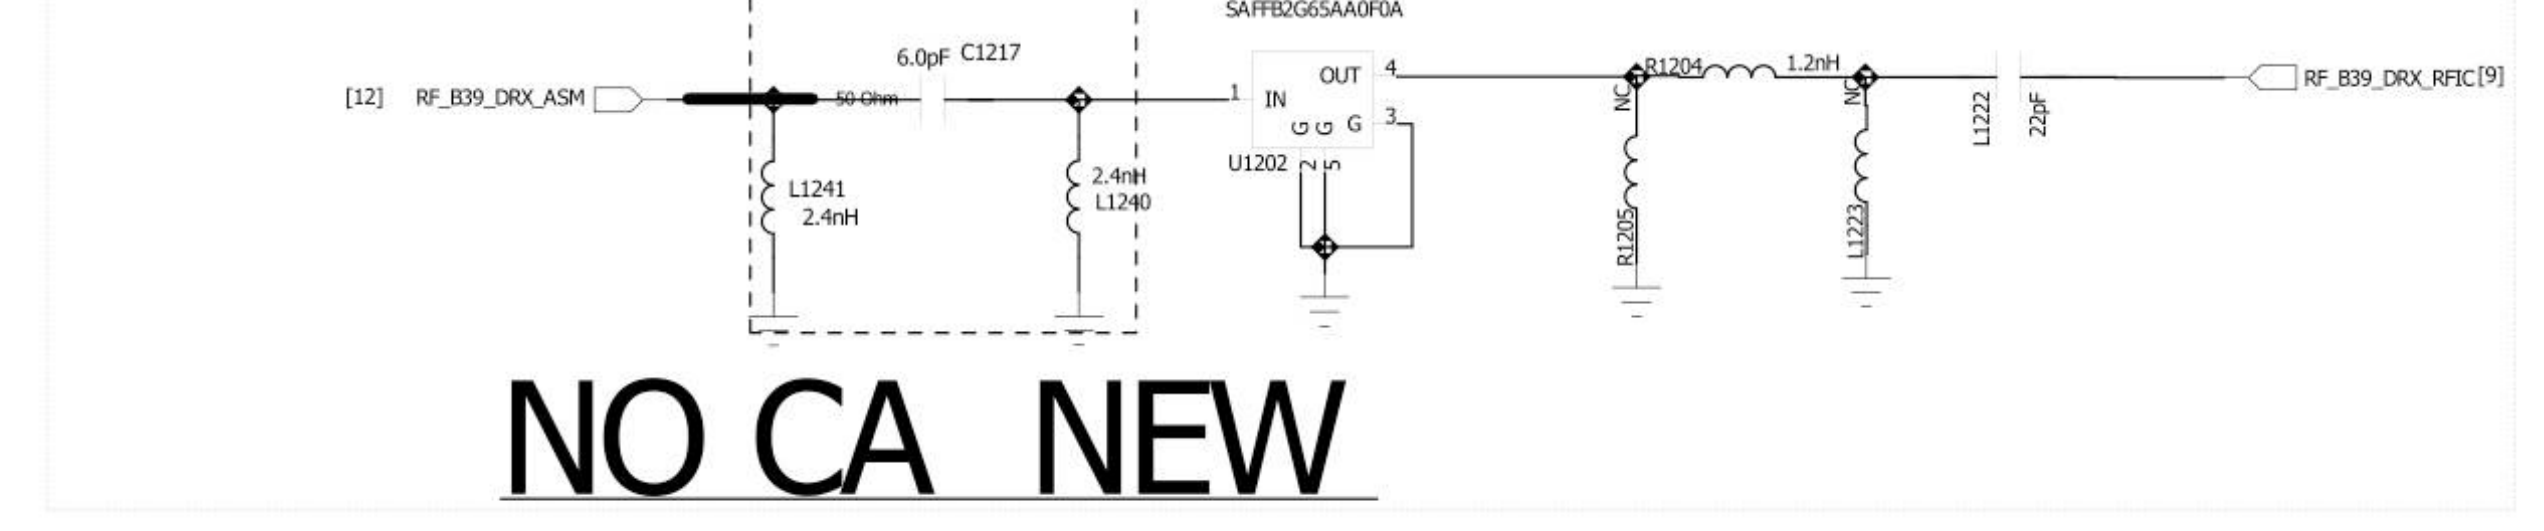 SAFFB2G65AA0F0A
6.0pF C1217
[12] RF_B39_DRX_ASM
50 Ohm
1 IN
OUT 4
G G G 3
U1202 2 5
L1241
2.4nH
2.4nH
L1240
R1204 1.2nH
NC
NC
R1205
L1223
L1222
22pF
RF_B39_DRX_RFIC[9]
NO CA NEW